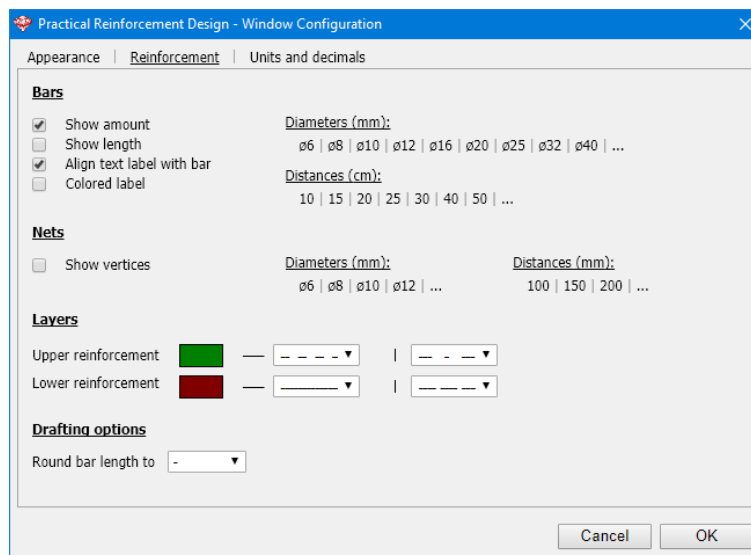 Practical Reinforcement Design - Window Configuration
Appearance | Reinforcement | Units and decimals
Bars
Show amount
Show length
Align text label with bar
Colored label
Diameters (mm):
ø6 | ø8 | ø10 | ø12 | ø16 | ø20 | ø25 | ø32 | ø40 | ...
Distances (cm):
10 | 15 | 20 | 25 | 30 | 40 | 50 | ...
Nets
Show vertices
Diameters (mm):
ø6 | ø8 | ø10 | ø12 | ...
Distances (mm):
100 | 150 | 200 | ...
Layers
Upper reinforcement
Lower reinforcement
Drafting options
Round bar length to -
Cancel OK